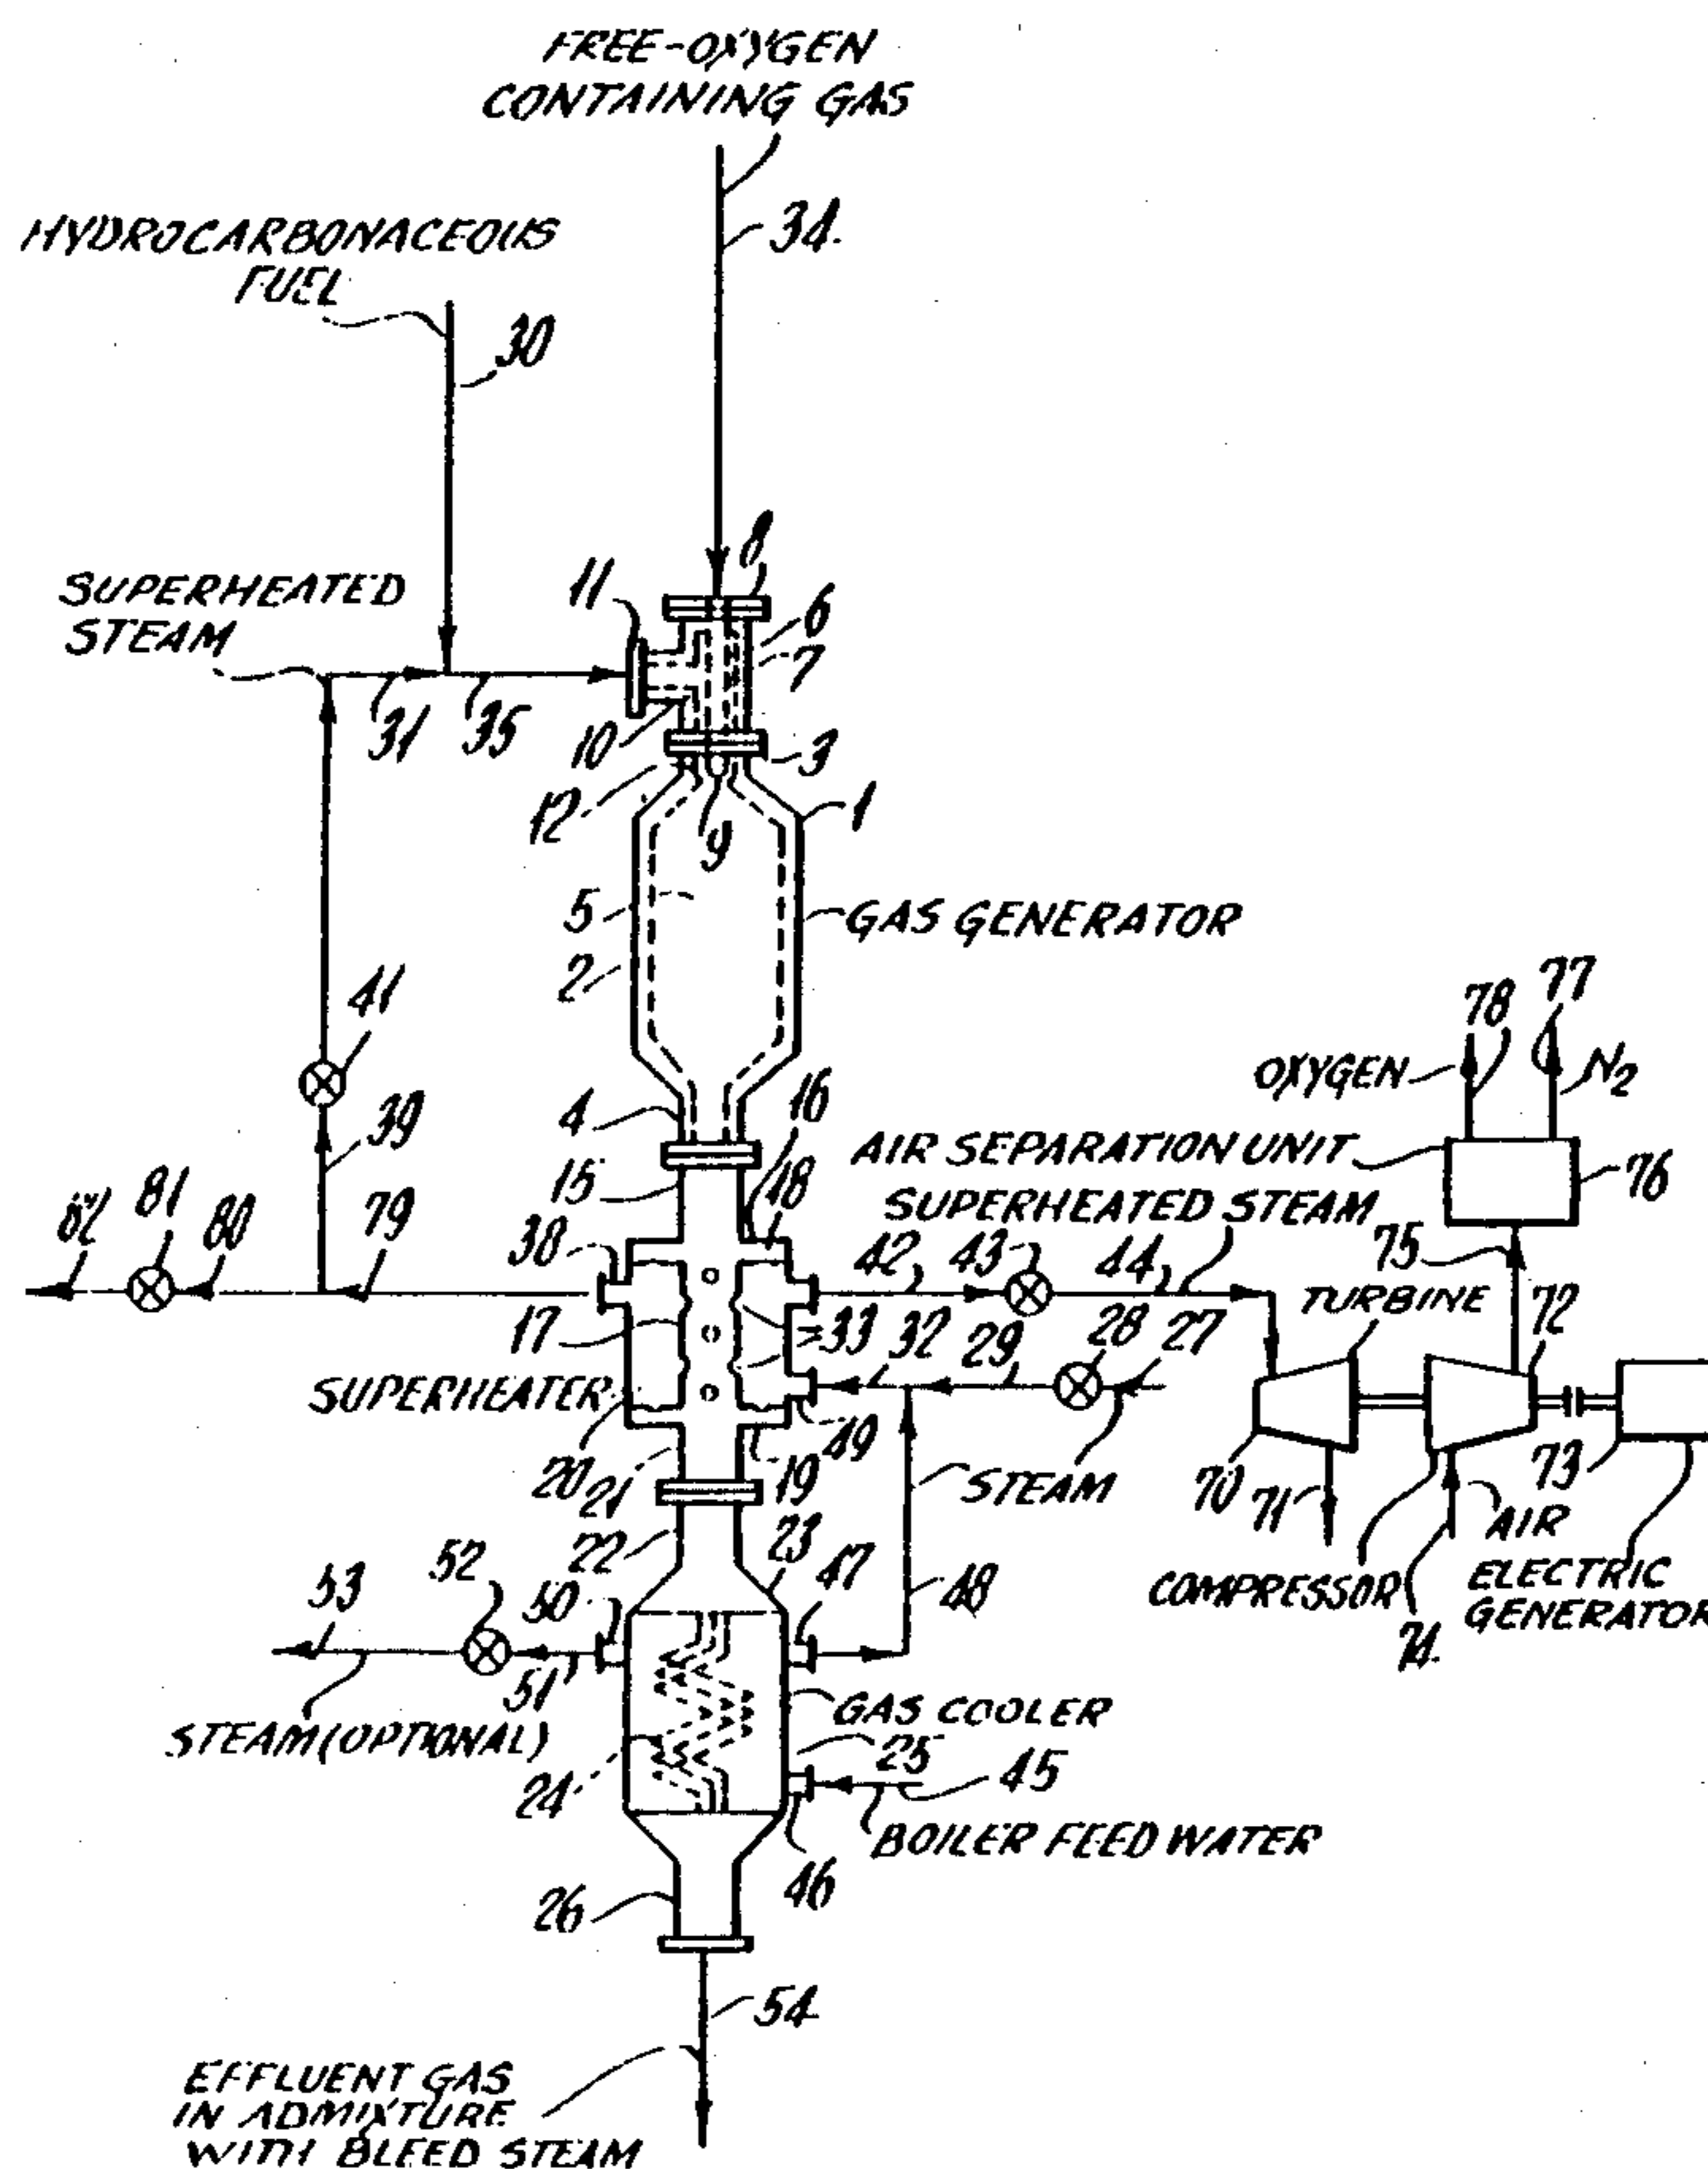 FREE-OXYGEN
CONTAINING GAS
34
HYDROCARBONACEOUS
FUEL
30
SUPERHEATED
STEAM
8
11
6
7
31
35
10
3
12
9
1
5
GAS GENERATOR
2
41
78
77
OXYGEN
N2
16
39
4
AIR SEPARATION UNIT
76
15
18
SUPERHEATED STEAM
82
81
80
79
38
42
43
44
75
TURBINE
72
17
33
32
29
28
27
SUPERHEATER
49
20
21
19
STEAM
70
71
AIR
73
22
23
47
48
COMPRESSOR
74
ELECTRIC
GENERATOR
53
52
50
51
STEAM (OPTIONAL)
GAS COOLER
25
24
45
BOILER FEED WATER
46
26
54
EFFLUENT GAS
IN ADMIXTURE
WITH BLEED STEAM